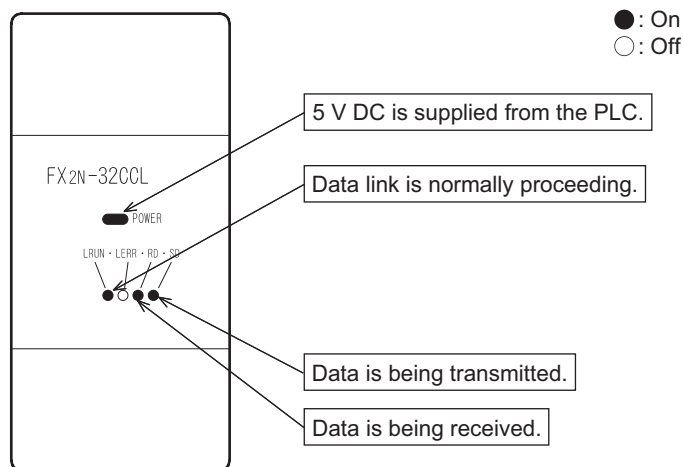 ●: On
○: Off
5 V DC is supplied from the PLC.
FX2N-32CCL
Data link is normally proceeding.
POWER
LRUN・LERR・RD・SD
Data is being transmitted.
Data is being received.